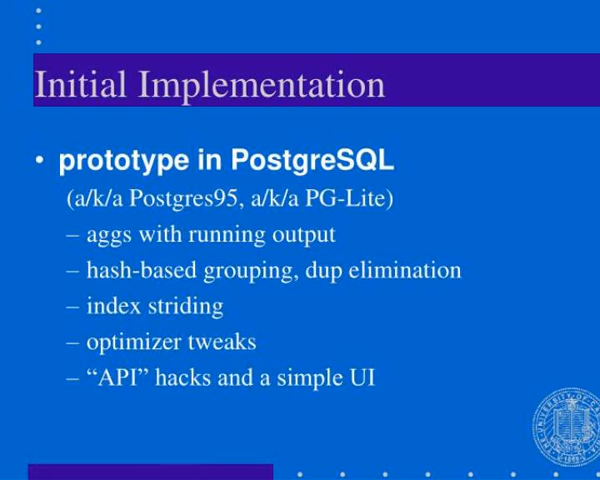 Initial Implementation
• prototype in PostgreSQL
(a/k/a Postgres95, a/k/a PG-Lite)
– aggs with running output
– hash-based grouping, dup elimination
– index striding
– optimizer tweaks
– “API” hacks and a simple UI